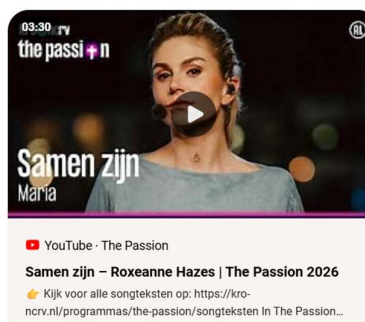 03:30
the passion
AL
Samen zijn
Maria
YouTube · The Passion
Samen zijn – Roxeanne Hazes | The Passion 2026
👉 Kijk voor alle songteksten op: https://kro-
ncrv.nl/programmas/the-passion/songteksten In The Passion...